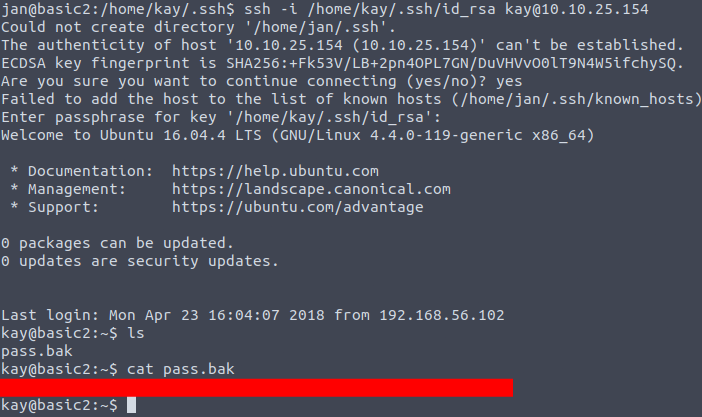 jan@basic2:/home/kay/.ssh$ ssh -i /home/kay/.ssh/id_rsa kay@10.10.25.154
Could not create directory '/home/jan/.ssh'.
The authenticity of host '10.10.25.154 (10.10.25.154)' can't be established.
ECDSA key fingerprint is SHA256:+Fk53V/LB+2pn4OPL7GN/DuVHVvO0lT9N4W5ifchySQ.
Are you sure you want to continue connecting (yes/no)? yes
Failed to add the host to the list of known hosts (/home/jan/.ssh/known_hosts)
Enter passphrase for key '/home/kay/.ssh/id_rsa':
Welcome to Ubuntu 16.04.4 LTS (GNU/Linux 4.4.0-119-generic x86_64)
* Documentation:  https://help.ubuntu.com
* Management:     https://landscape.canonical.com
* Support:        https://ubuntu.com/advantage
0 packages can be updated.
0 updates are security updates.
Last login: Mon Apr 23 16:04:07 2018 from 192.168.56.102
kay@basic2:~$ ls
pass.bak
kay@basic2:~$ cat pass.bak
kay@basic2:~$